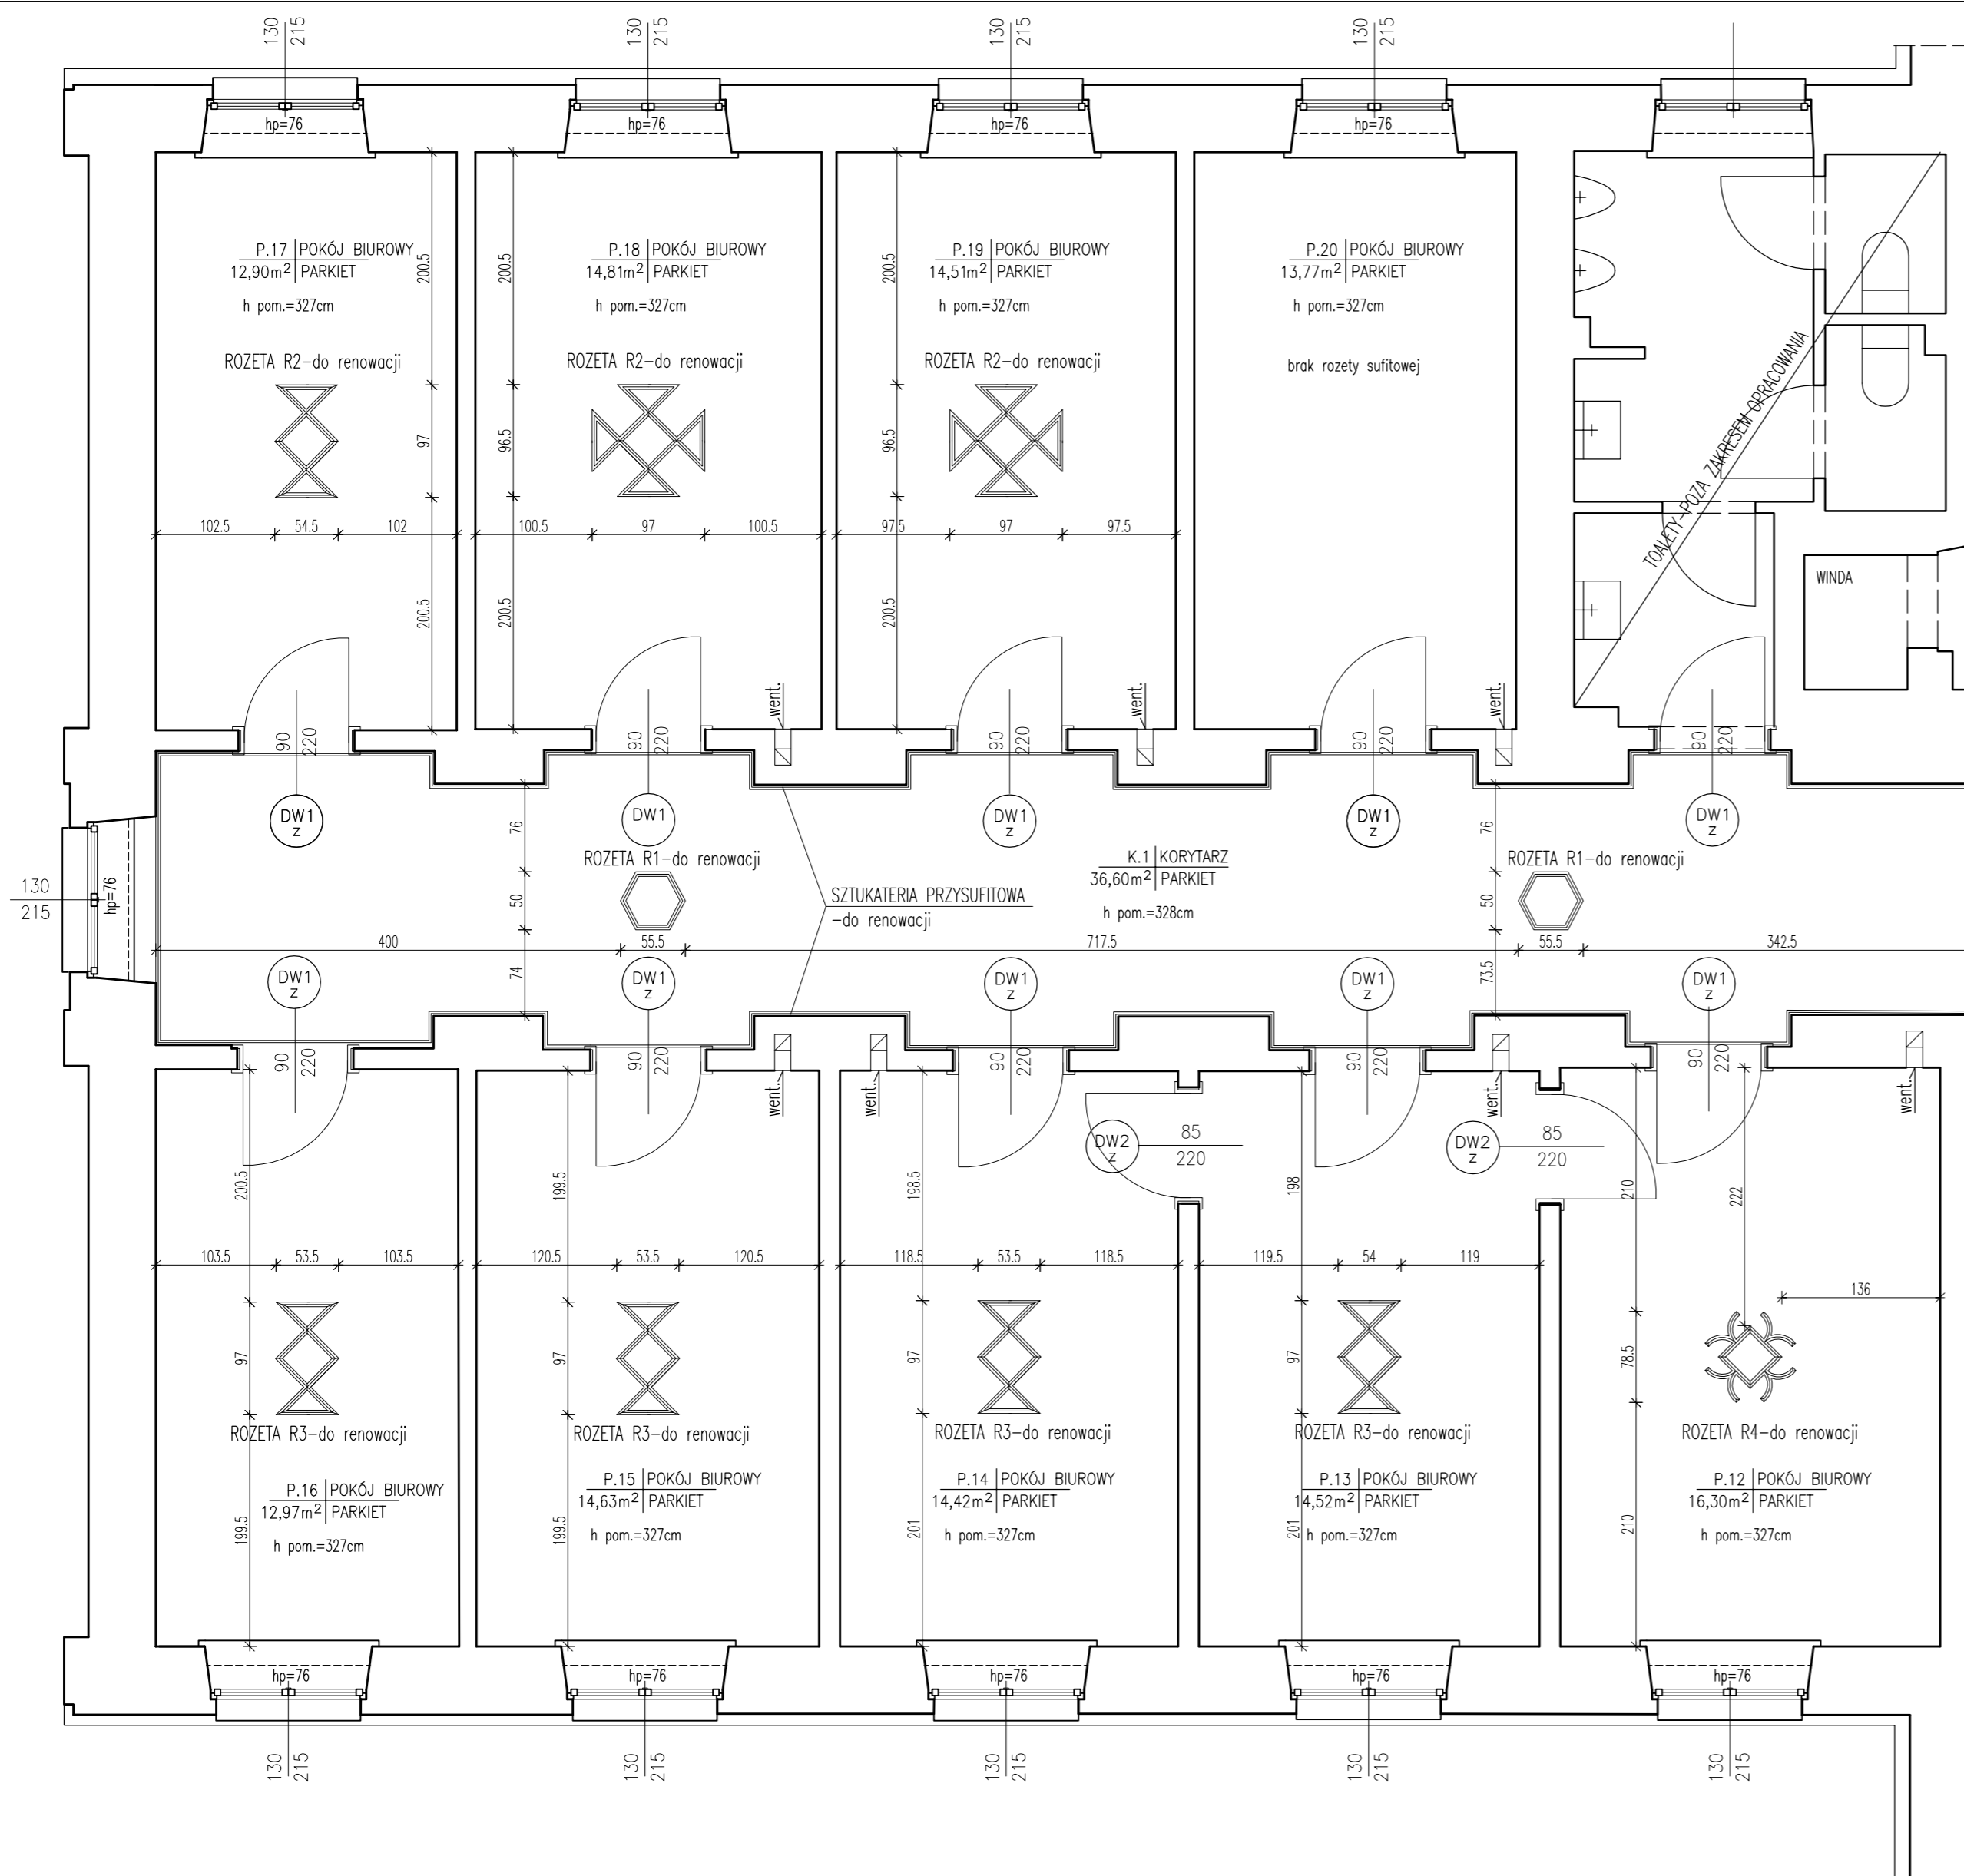 130 215
130 215
130 215
130 215
hp=76
hp=76
hp=76
hp=76
P.17 POKÓJ BIUROWY
12,90m² PARKIET
h pom.=327cm
ROZETA R2-do renowacji
200.5
97
200.5
102.5 54.5 102
P.18 POKÓJ BIUROWY
14,81m² PARKIET
h pom.=327cm
ROZETA R2-do renowacji
200.5
96.5
200.5
100.5 97 100.5
went.
P.19 POKÓJ BIUROWY
14,51m² PARKIET
h pom.=327cm
ROZETA R2-do renowacji
200.5
96.5
200.5
97.5 97 97.5
went.
P.20 POKÓJ BIUROWY
13,77m² PARKIET
h pom.=327cm
brak rozety sufitowej
went.
TOALETY-POZA ZAKRESEM OPRACOWANIA
WINDA
90 220
90 220
90 220
90 220
90 220
DW1 z
DW1
DW1 z
DW1 z
DW1 z
130
215
hp=76
ROZETA R1-do renowacji
76
50
74
SZTUKATERIA PRZYSUFITOWA
-do renowacji
K.1 KORYTARZ
36,60m² PARKIET
h pom.=328cm
ROZETA R1-do renowacji
76
50
73.5
400 55.5 717.5 55.5 342.5
DW1 z
DW1 z
DW1 z
DW1 z
DW1 z
90 220
90 220
90 220
90 220
90 220
went.
went.
went.
went.
DW2 z
85
220
DW2 z
85
220
200.5
103.5 53.5 103.5
97
ROZETA R3-do renowacji
P.16 POKÓJ BIUROWY
12,97m² PARKIET
h pom.=327cm
199.5
199.5
120.5 53.5 120.5
97
ROZETA R3-do renowacji
P.15 POKÓJ BIUROWY
14,63m² PARKIET
h pom.=327cm
199.5
198.5
118.5 53.5 118.5
97
ROZETA R3-do renowacji
P.14 POKÓJ BIUROWY
14,42m² PARKIET
h pom.=327cm
201
198
119.5 54 119
97
ROZETA R3-do renowacji
P.13 POKÓJ BIUROWY
14,52m² PARKIET
h pom.=327cm
201
210
222
136
78.5
ROZETA R4-do renowacji
P.12 POKÓJ BIUROWY
16,30m² PARKIET
h pom.=327cm
210
hp=76
hp=76
hp=76
hp=76
hp=76
130 215
130 215
130 215
130 215
130 215